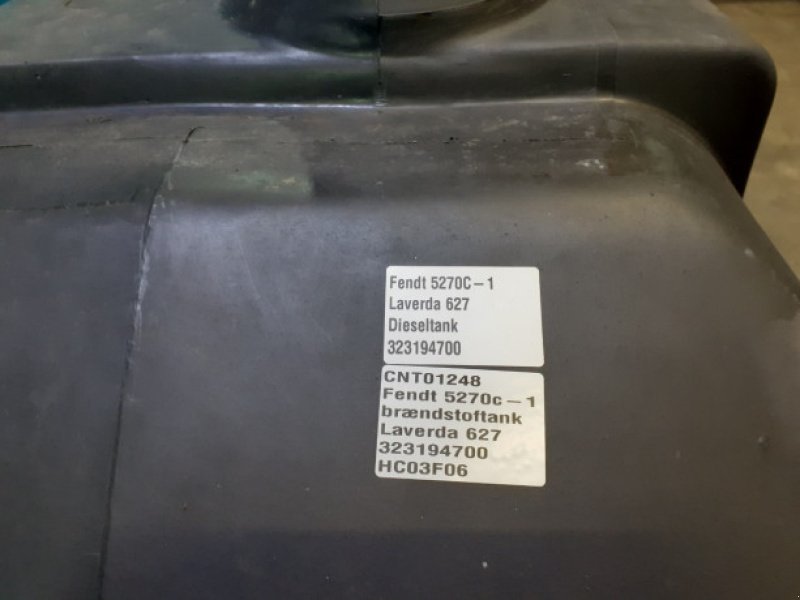 Fendt 5270C-1
Laverda 627
Dieseltank
323194700
CNT01248
Fendt 5270c-1
brændstoftank
Laverda 627
323194700
HC03F06